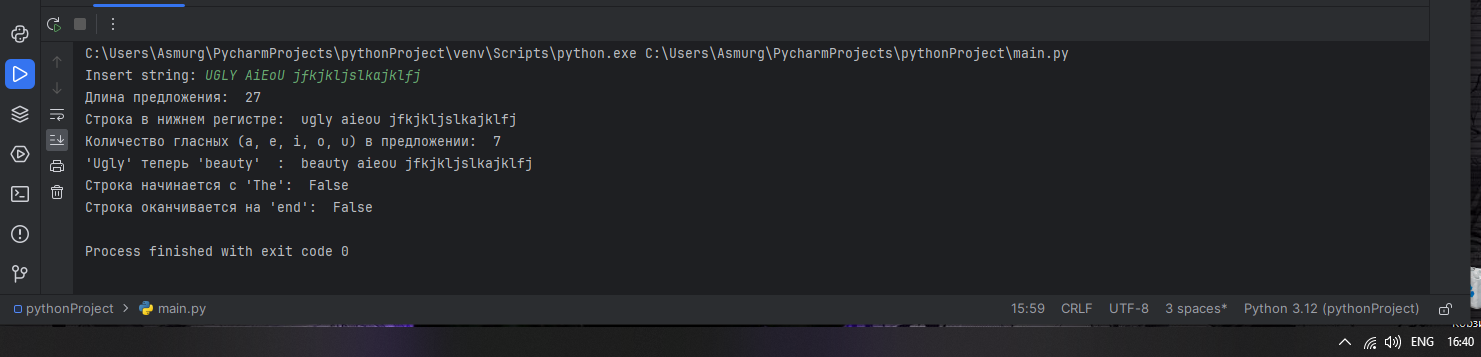 C:\Users\Asmurg\PycharmProjects\pythonProject\venv\Scripts\python.exe C:\Users\Asmurg\PycharmProjects\pythonProject\main.py
Insert string: UGLY AiEoU jfkjkljslkajklfj
Длина предложения:  27
Строка в нижнем регистре:  ugly aieou jfkjkljslkajklfj
Количество гласных (a, e, i, o, u) в предложении:  7
'Ugly' теперь 'beauty'  :  beauty aieou jfkjkljslkajklfj
Строка начинается с 'The':  False
Строка оканчивается на 'end':  False
Process finished with exit code 0
pythonProject > main.py 15:59 CRLF UTF-8 3 spaces* Python 3.12 (pythonProject)
ENG 16:40